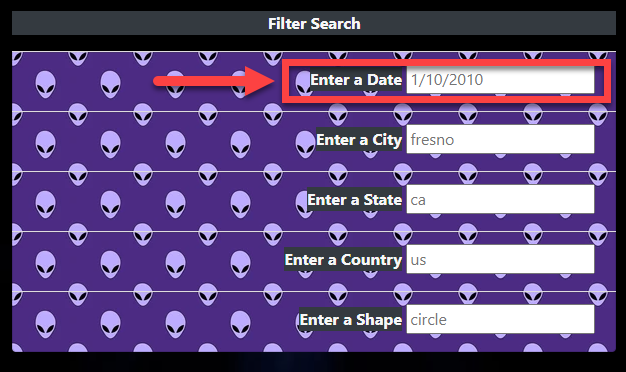 Filter Search
Enter a Date 1/10/2010
Enter a City fresno
Enter a State ca
Enter a Country us
Enter a Shape circle